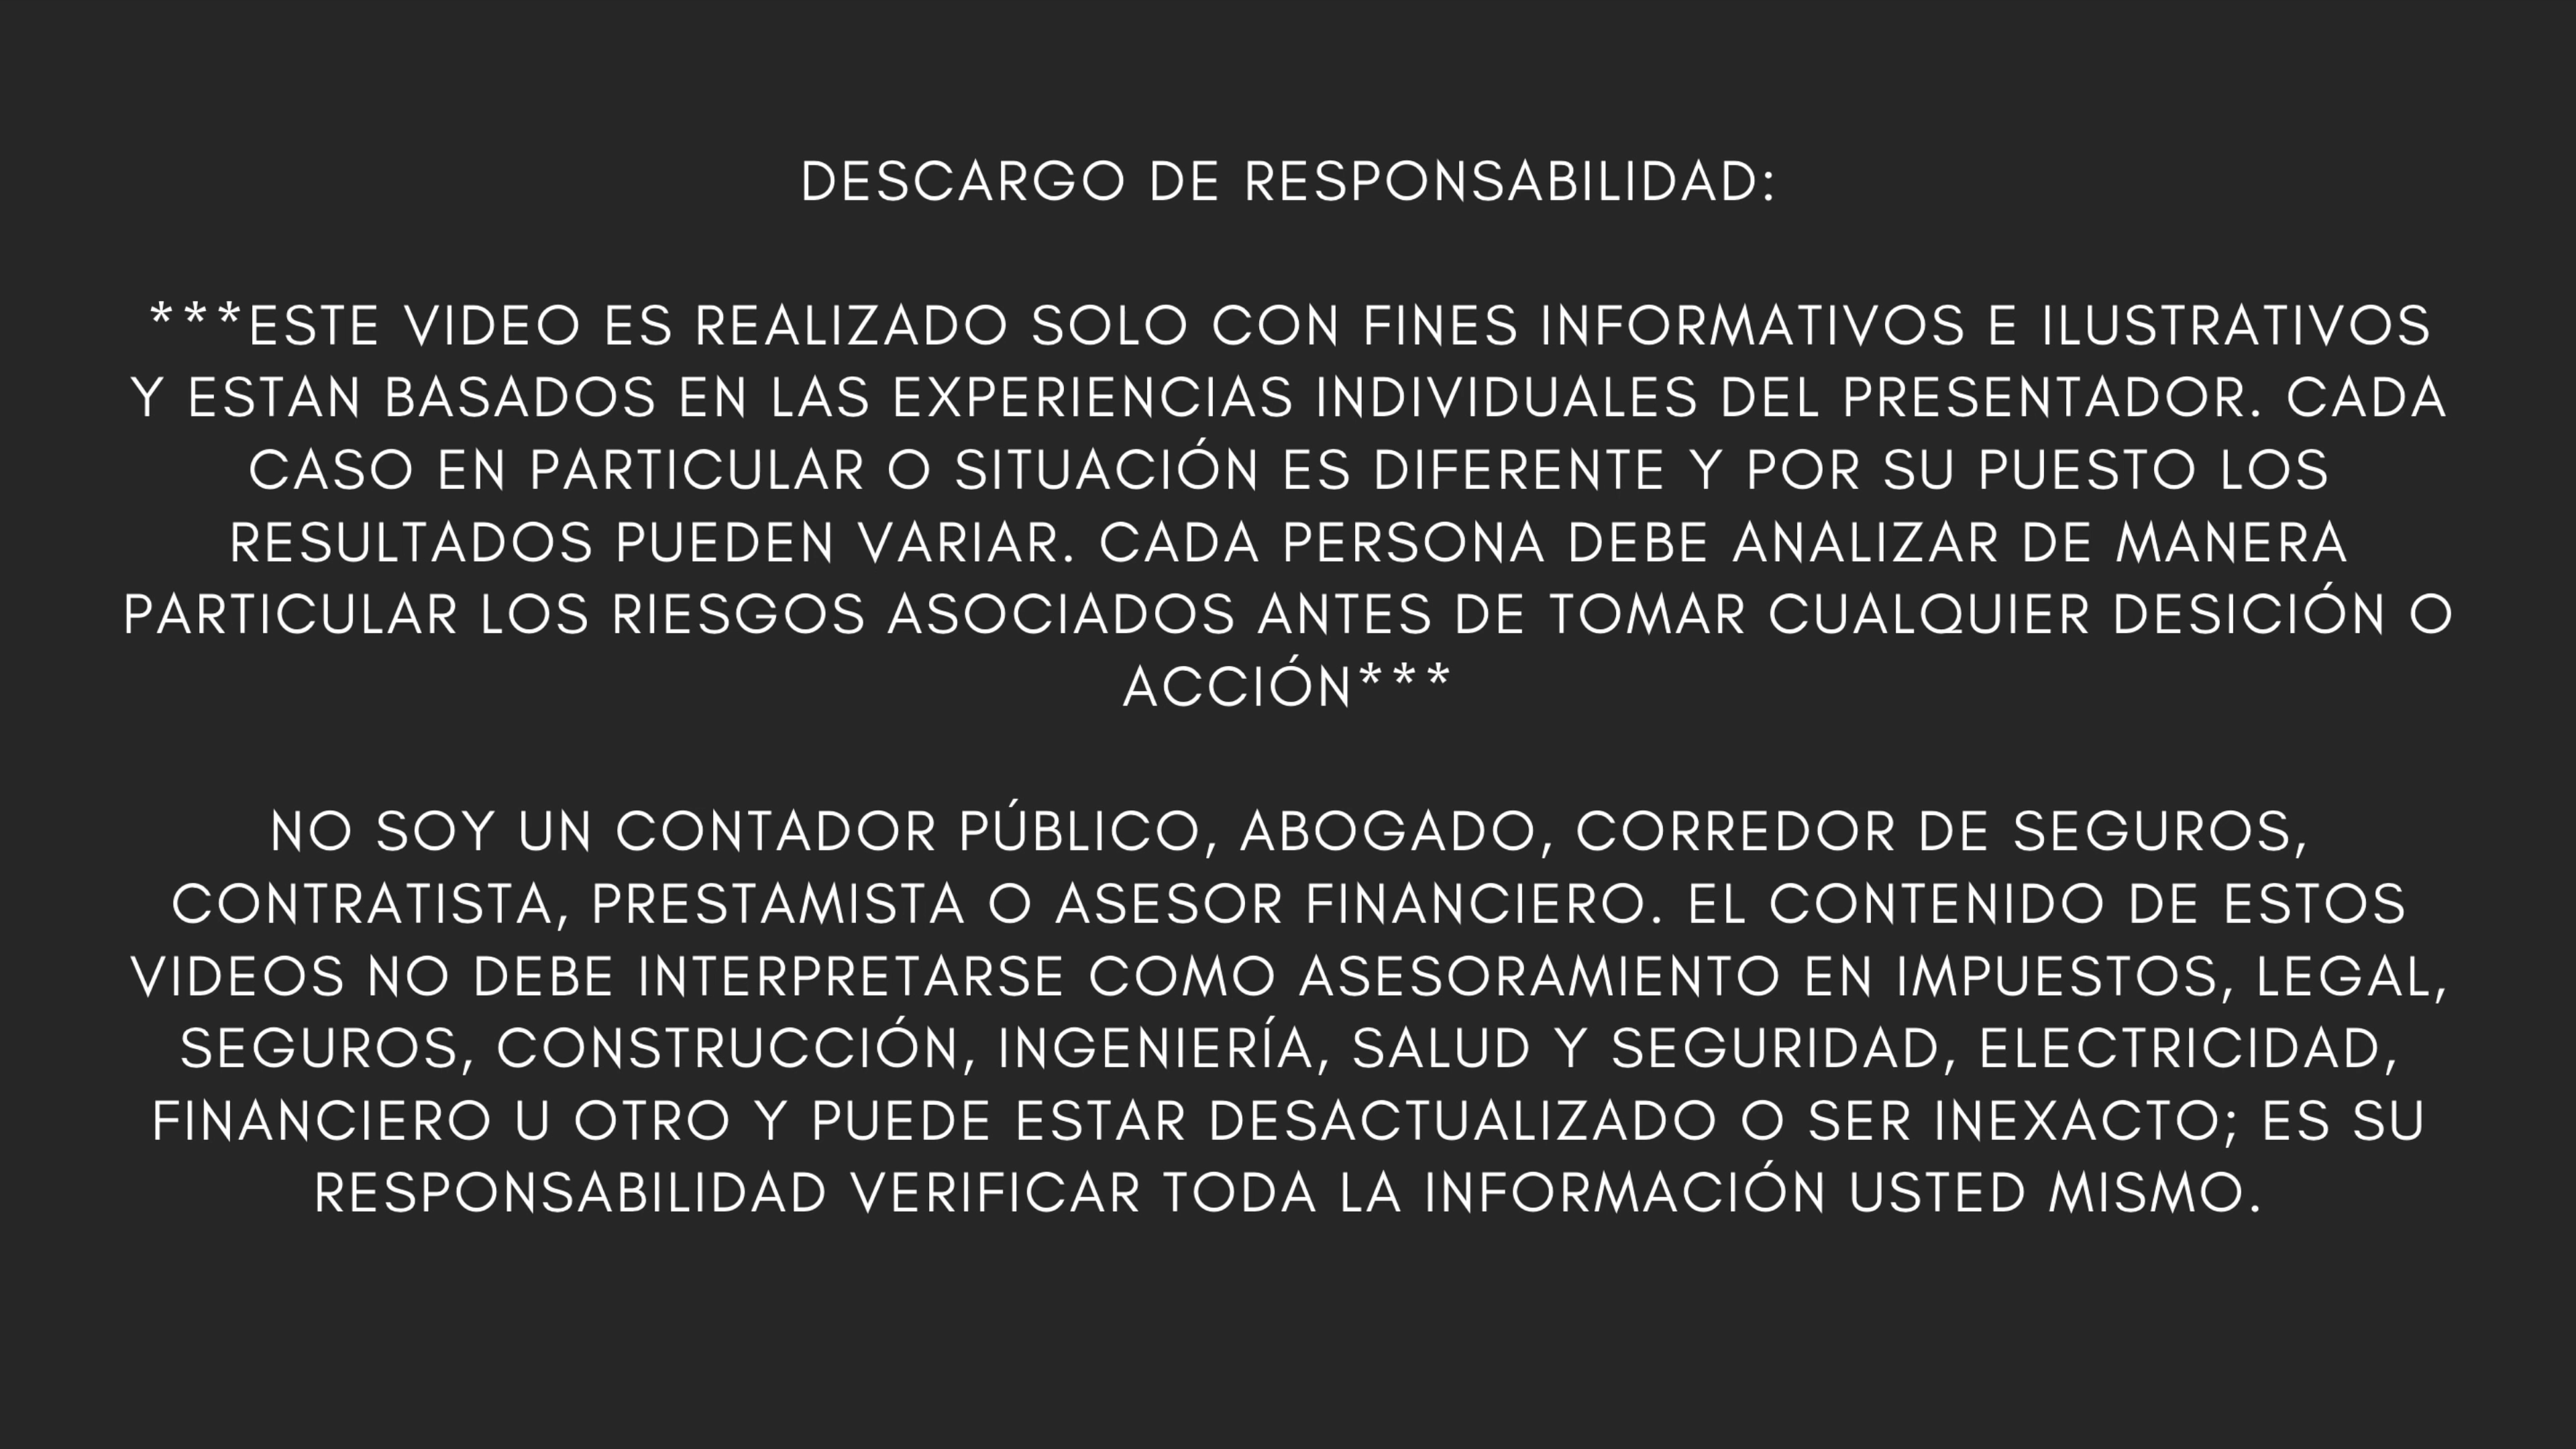 DESCARGO DE RESPONSABILIDAD:
***ESTE VIDEO ES REALIZADO SOLO CON FINES INFORMATIVOS E ILUSTRATIVOS
Y ESTAN BASADOS EN LAS EXPERIENCIAS INDIVIDUALES DEL PRESENTADOR. CADA
CASO EN PARTICULAR O SITUACIÓN ES DIFERENTE Y POR SU PUESTO LOS
RESULTADOS PUEDEN VARIAR. CADA PERSONA DEBE ANALIZAR DE MANERA
PARTICULAR LOS RIESGOS ASOCIADOS ANTES DE TOMAR CUALQUIER DESICIÓN O
ACCIÓN***
NO SOY UN CONTADOR PÚBLICO, ABOGADO, CORREDOR DE SEGUROS,
CONTRATISTA, PRESTAMISTA O ASESOR FINANCIERO. EL CONTENIDO DE ESTOS
VIDEOS NO DEBE INTERPRETARSE COMO ASESORAMIENTO EN IMPUESTOS, LEGAL,
SEGUROS, CONSTRUCCIÓN, INGENIERÍA, SALUD Y SEGURIDAD, ELECTRICIDAD,
FINANCIERO U OTRO Y PUEDE ESTAR DESACTUALIZADO O SER INEXACTO; ES SU
RESPONSABILIDAD VERIFICAR TODA LA INFORMACIÓN USTED MISMO.